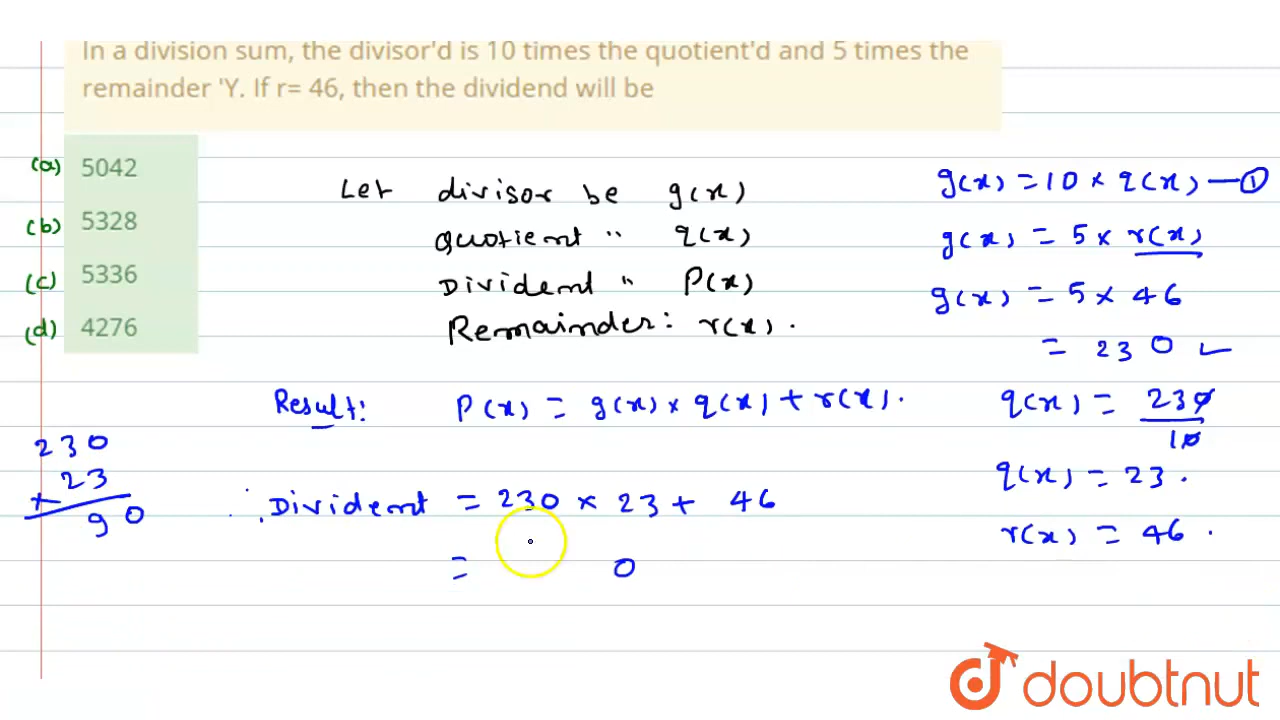 In a division sum, the divisor'd is 10 times the quotient'd and 5 times the
remainder 'Y. If r= 46, then the dividend will be
(a) 5042
(b) 5328
(c) 5336
(d) 4276
Let divisor be g(x)
quotient " q(x)
Dividemt " P(x)
Remainder: r(x).
g(x) = 10 × q(x) — ①
g(x) = 5 × r(x)
g(x) = 5 × 46
= 230 ✓
q(x) = 230/10
q(x) = 23.
r(x) = 46.
Result: P(x) = g(x) × q(x) + r(x).
230
× 23
90
∴ Dividemt = 230 × 23 + 46
= 0
doubtnut